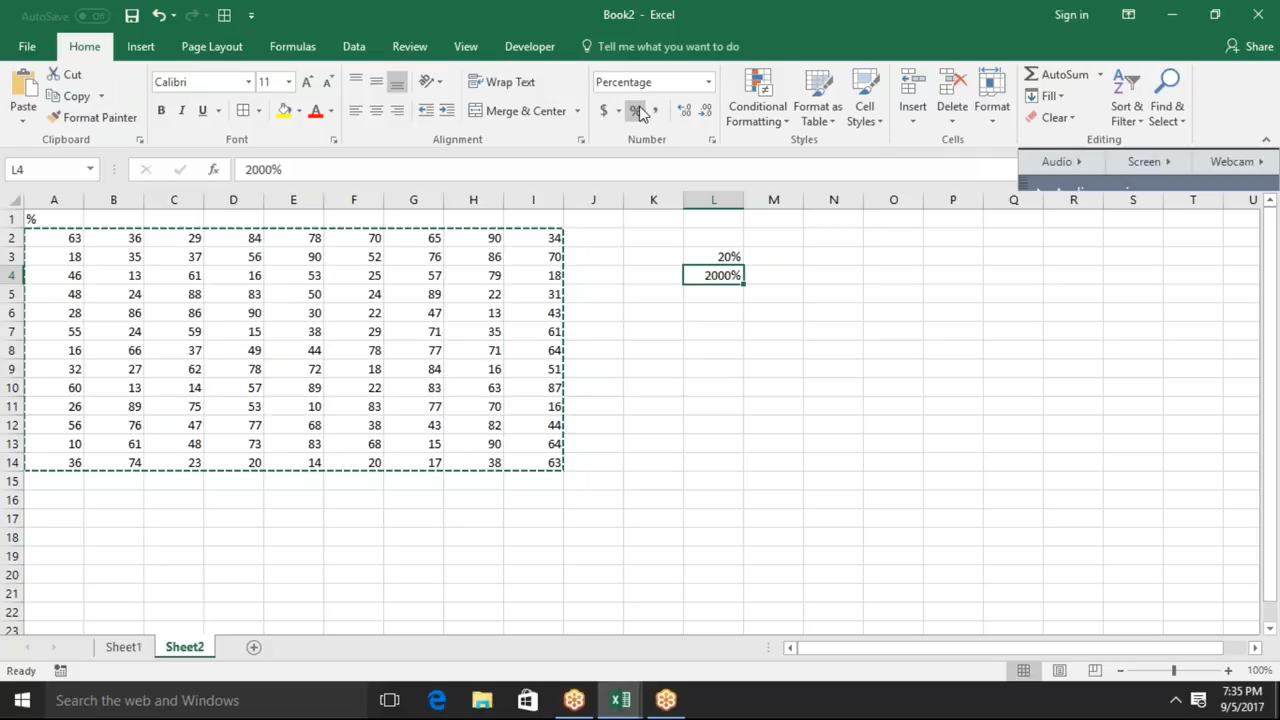 AutoSave Off
Book2 - Excel
Sign in
File Home Insert Page Layout Formulas Data Review View Developer Tell me what you want to do Share
Paste
Cut
Copy
Format Painter
Clipboard
Calibri 11
B I U
Font
Wrap Text
Merge & Center
Alignment
Percentage
$ % ,
Number
Conditional Formatting
Format as Table
Cell Styles
Styles
Insert Delete Format
Cells
AutoSum
Fill
Clear
Sort & Filter
Find & Select
Editing
Audio Screen Webcam
L4 fx 2000%
A B C D E F G H I J K L M N O P Q R S T U
1 %
2 63 36 29 84 78 70 65 90 34
3 18 35 37 56 90 52 76 86 70 20%
4 46 13 61 16 53 25 57 79 18 2000%
5 48 24 88 83 50 24 89 22 31
6 28 86 86 90 30 22 47 13 43
7 55 24 59 15 38 29 71 35 61
8 16 66 37 49 44 78 77 71 64
9 32 27 62 78 72 18 84 16 51
10 60 13 14 57 89 22 83 63 87
11 26 89 75 53 10 83 77 70 16
12 56 76 47 77 68 38 43 82 44
13 10 61 48 73 83 68 15 90 64
14 36 74 23 20 14 20 17 38 63
15
16
17
18
19
20
21
22
23
Sheet1 Sheet2
Ready 100%
Search the web and Windows
7:35 PM
9/5/2017